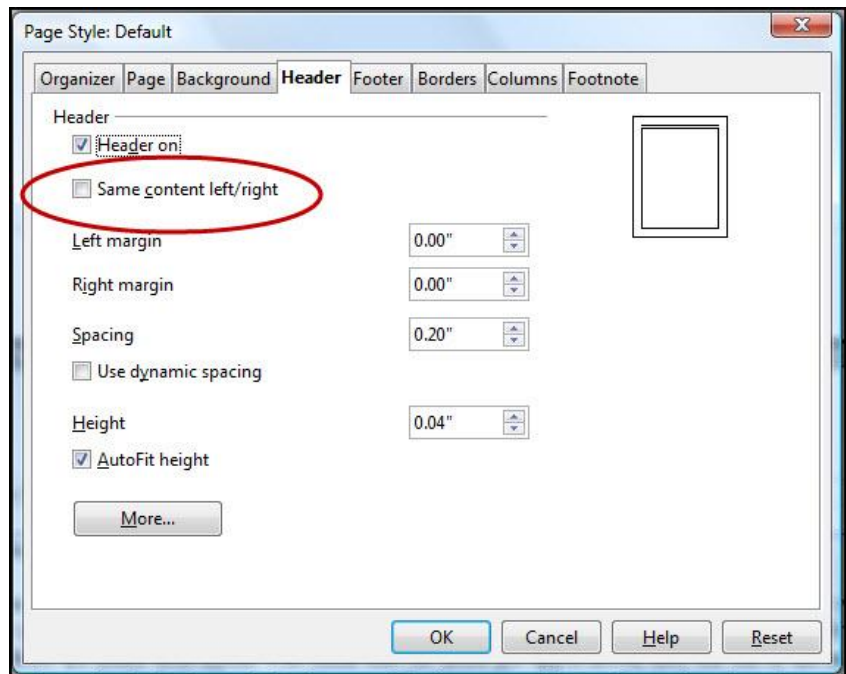 Page Style: Default
Organizer Page Background Header Footer Borders Columns Footnote
Header
Header on
Same content left/right
Left margin 0.00"
Right margin 0.00"
Spacing 0.20"
Use dynamic spacing
Height 0.04"
AutoFit height
More...
OK Cancel Help Reset